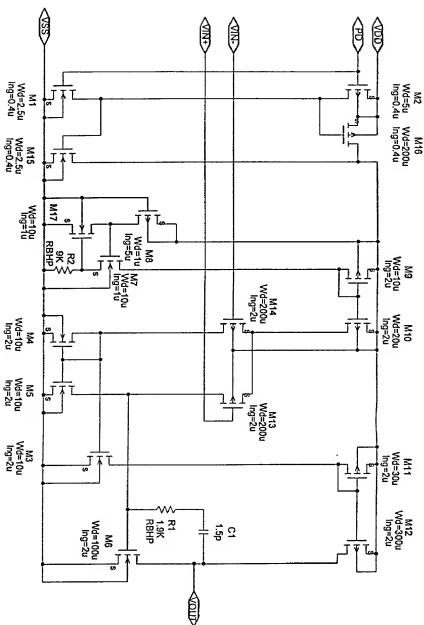 VDD
PD
VIN-
VIN+
VSS
M2
Wd=5u
lng=0.4u
M16
Wd=200u
lng=0.4u
M9
Wd=10u
lng=2u
M10
Wd=20u
lng=2u
M11
Wd=30u
lng=2u
M12
Wd=300u
lng=2u
S
S
S
S
S
S
M14
Wd=200u
lng=2u
M13
Wd=200u
lng=2u
S
S
C1
1.5p
VOUT
R1
1.9K
RBHP
M8
Wd=1u
lng=5u
S
M7
Wd=10u
lng=1u
S
M17
Wd=10u
lng=1u
S
R2
9K
RBHP
M1
Wd=2.5u
lng=0.4u
S
M15
Wd=2.5u
lng=0.4u
S
M4
Wd=10u
lng=2u
S
M5
Wd=10u
lng=2u
S
M3
Wd=10u
lng=2u
S
M6
Wd=100u
lng=2u
S